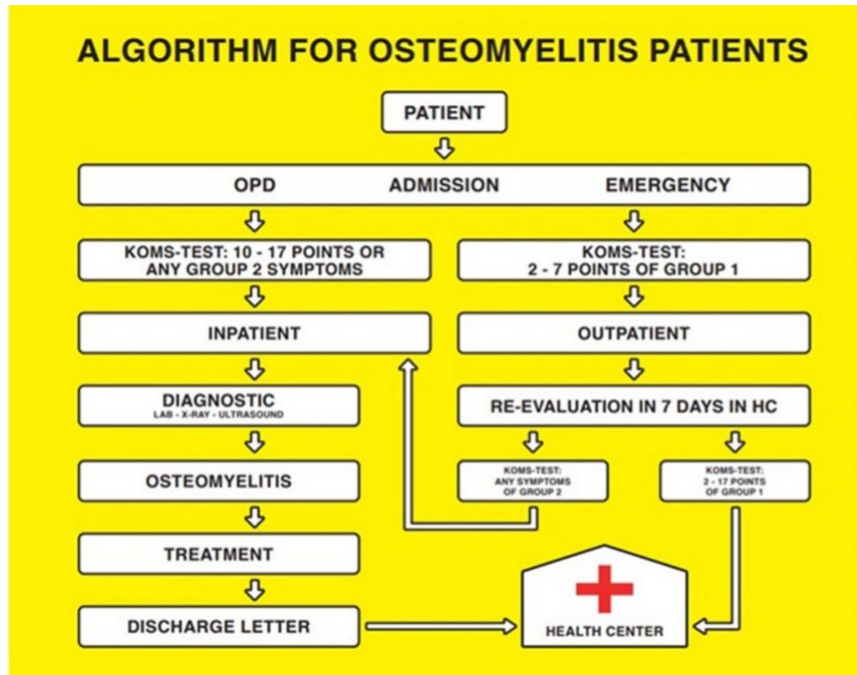 ALGORITHM FOR OSTEOMYELITIS PATIENTS
PATIENT
OPD ADMISSION EMERGENCY
KOMS-TEST: 10 - 17 POINTS OR
ANY GROUP 2 SYMPTOMS
KOMS-TEST:
2 - 7 POINTS OF GROUP 1
INPATIENT
OUTPATIENT
DIAGNOSTIC
LAB - X-RAY - ULTRASOUND
RE-EVALUATION IN 7 DAYS IN HC
OSTEOMYELITIS
KOMS-TEST:
ANY SYMPTOMS
OF GROUP 2
KOMS-TEST:
2 - 17 POINTS
OF GROUP 1
TREATMENT
DISCHARGE LETTER
HEALTH CENTER